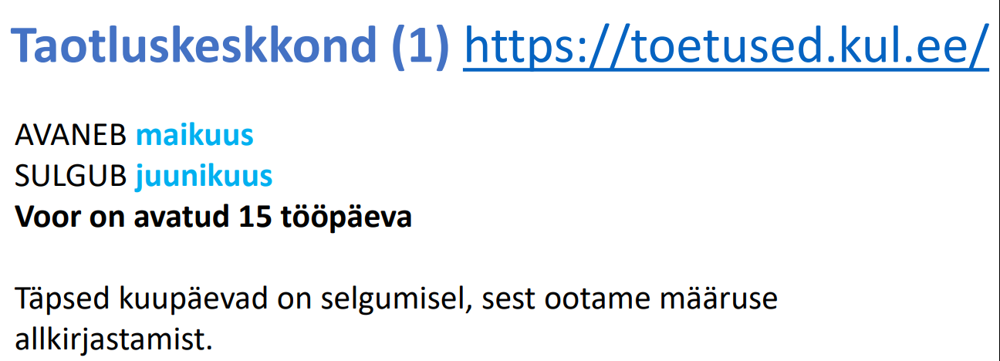 Taotluskeskkond (1) https://toetused.kul.ee/
AVANEB maikuus
SULGUB juunikuus
Voor on avatud 15 tööpäeva
Täpsed kuupäevad on selgumisel, sest ootame määruse
allkirjastamist.